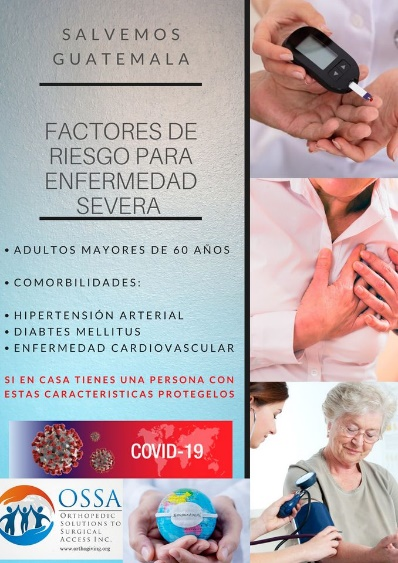 SALVEMOS
GUATEMALA
FACTORES DE
RIESGO PARA
ENFERMEDAD
SEVERA
• ADULTOS MAYORES DE 60 AÑOS
• COMORBILIDADES:
• HIPERTENSIÓN ARTERIAL
• DIABTES MELLITUS
• ENFERMEDAD CARDIOVASCULAR
SI EN CASA TIENES UNA PERSONA CON
ESTAS CARACTERISTICAS PROTEGELOS
COVID-19
OSSA
ORTHOPEDIC
SOLUTIONS TO
SURGICAL
ACCESS INC.
www.orthogiving.org